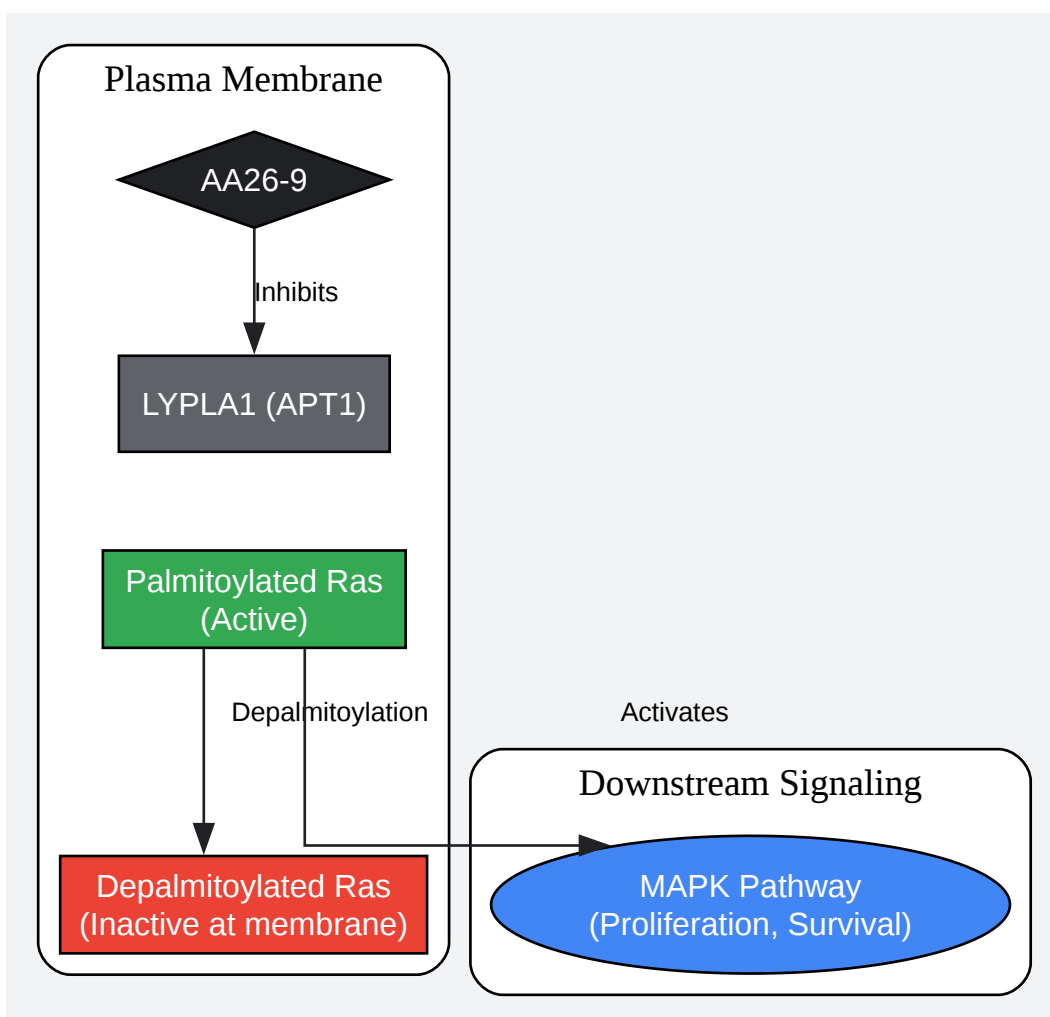 Plasma Membrane
AA26-9
Inhibits
LYPLA1 (APT1)
Palmitoylated Ras
(Active)
Depalmitoylation
Activates
Downstream Signaling
Depalmitoylated Ras
(Inactive at membrane)
MAPK Pathway
(Proliferation, Survival)